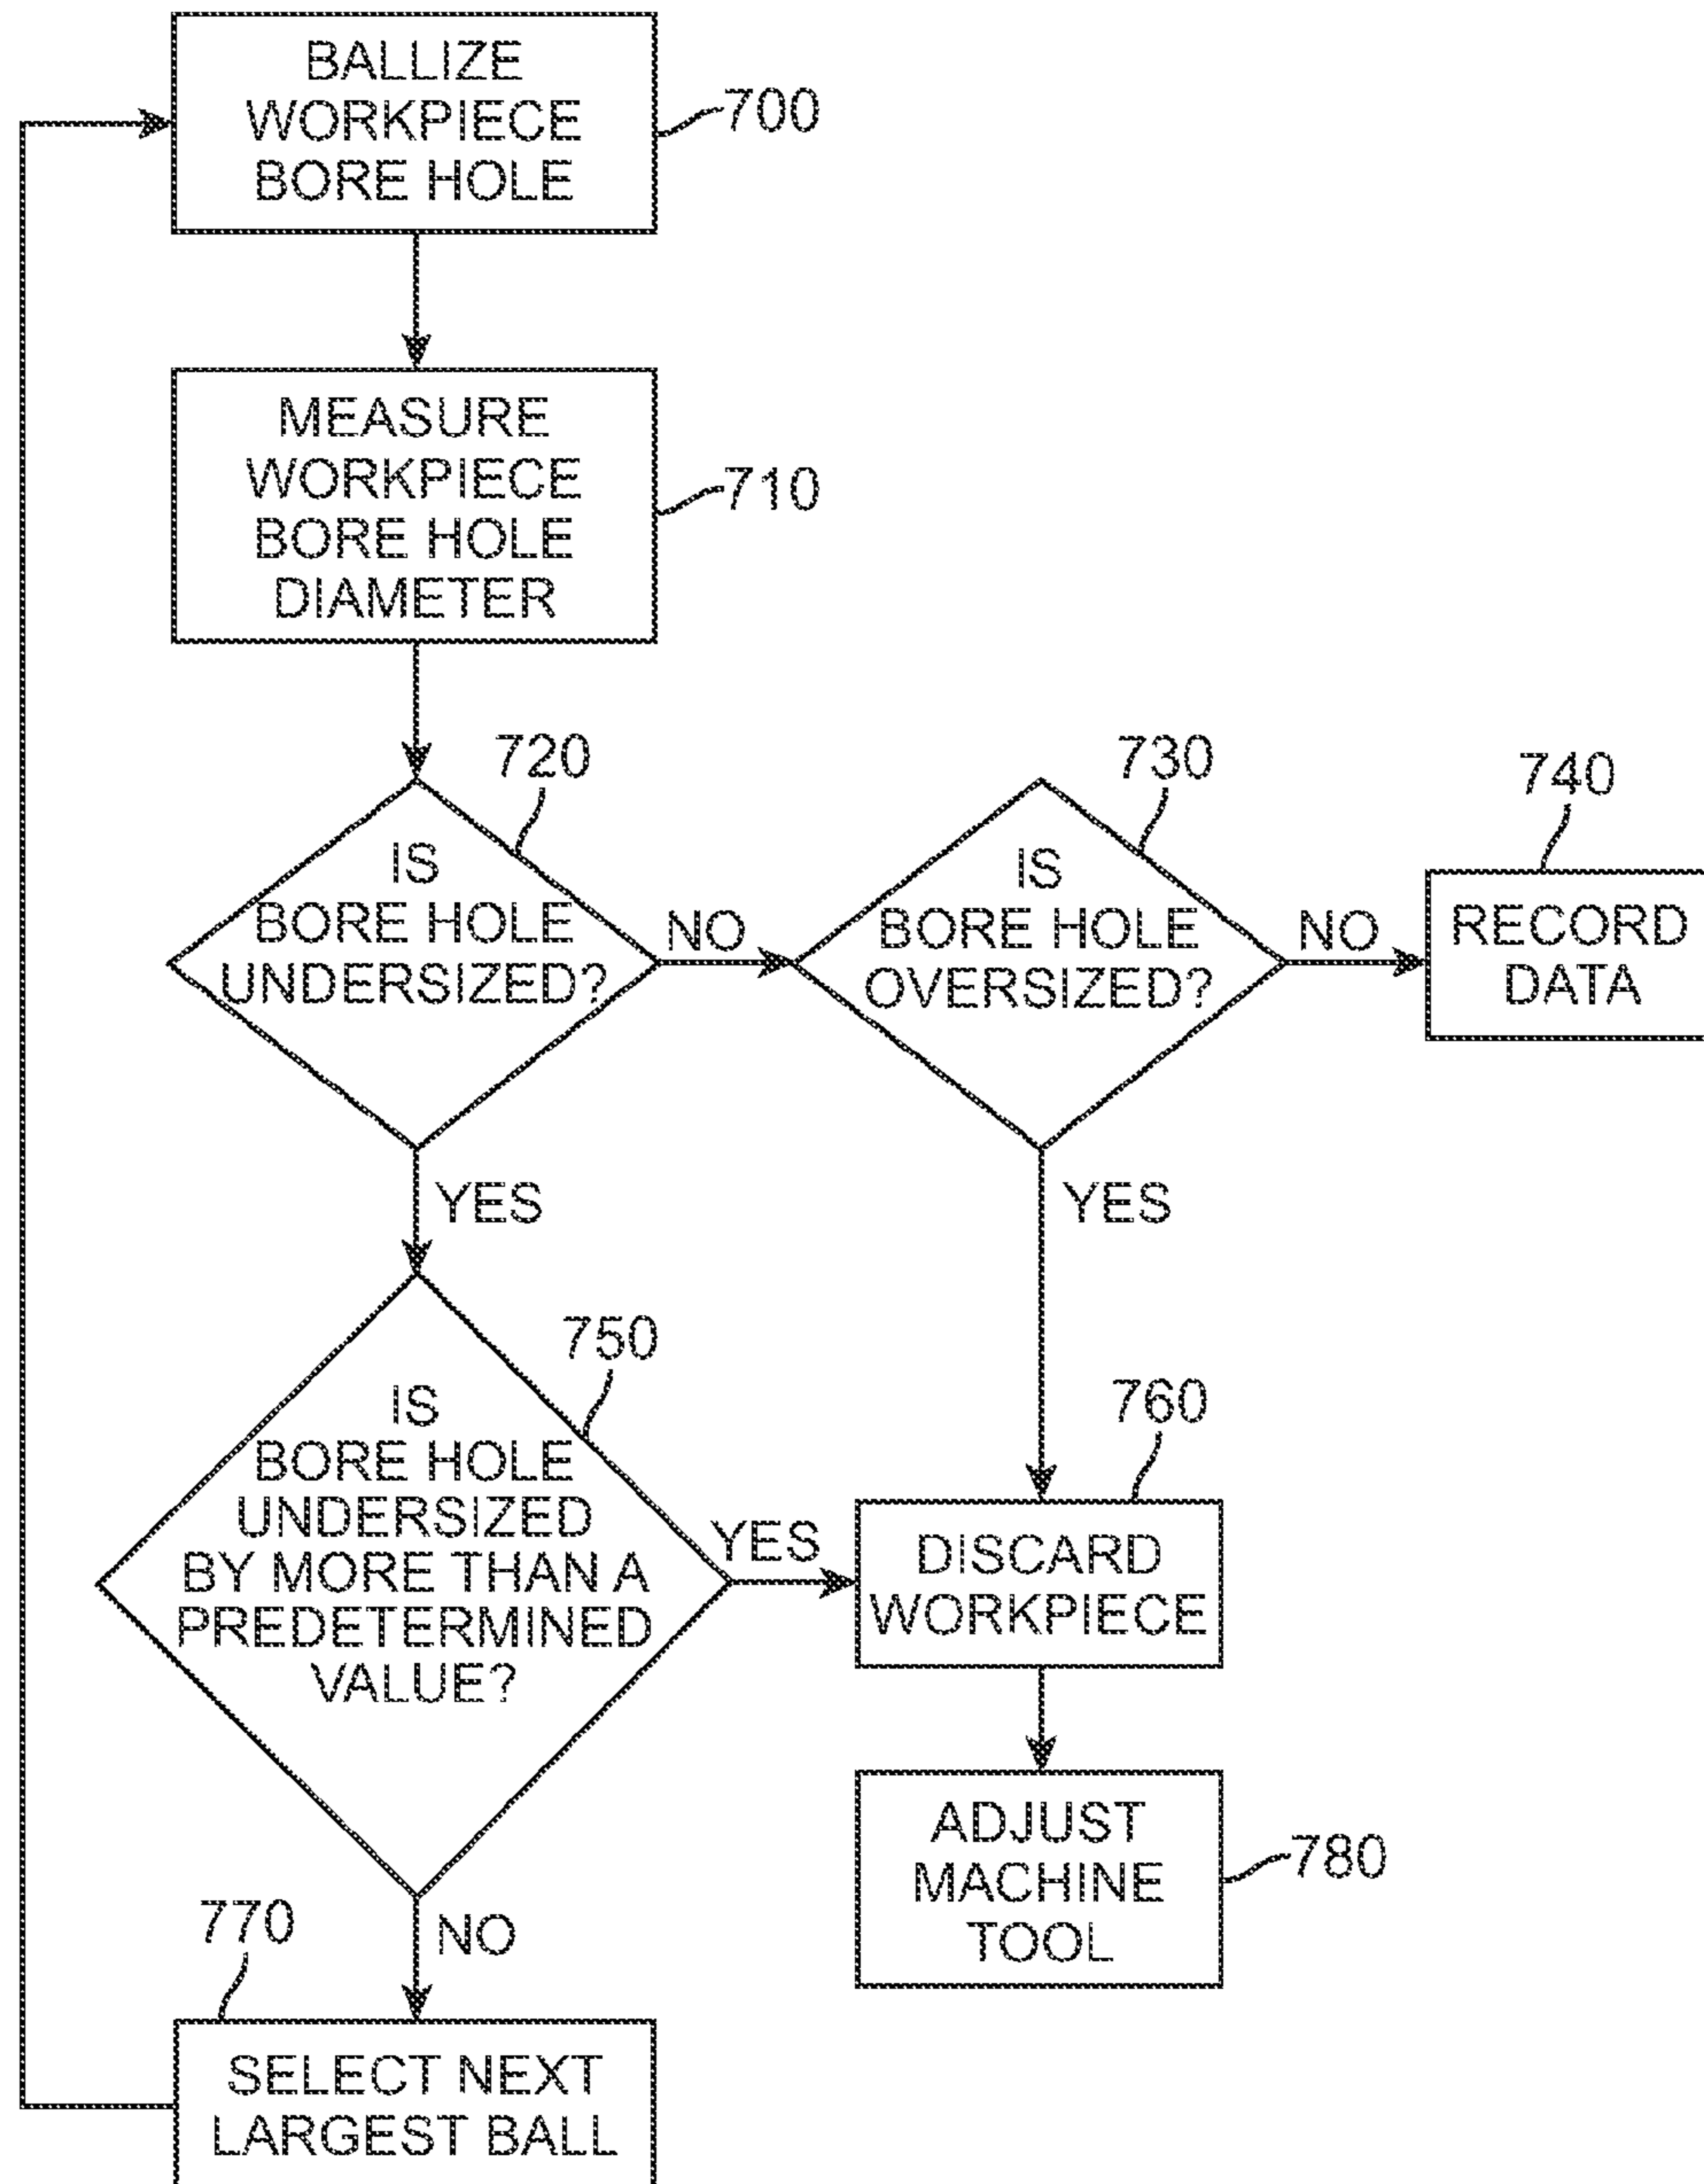 BALLIZE
WORKPIECE
BORE HOLE
700
MEASURE
WORKPIECE
BORE HOLE
DIAMETER
710
720
IS
BORE HOLE
UNDERSIZED?
NO
730
IS
BORE HOLE
OVERSIZED?
NO
740
RECORD
DATA
YES
YES
750
IS
BORE HOLE
UNDERSIZED
BY MORE THAN A
PREDETERMINED
VALUE?
YES
760
DISCARD
WORKPIECE
ADJUST
MACHINE
TOOL
780
NO
770
SELECT NEXT
LARGEST BALL